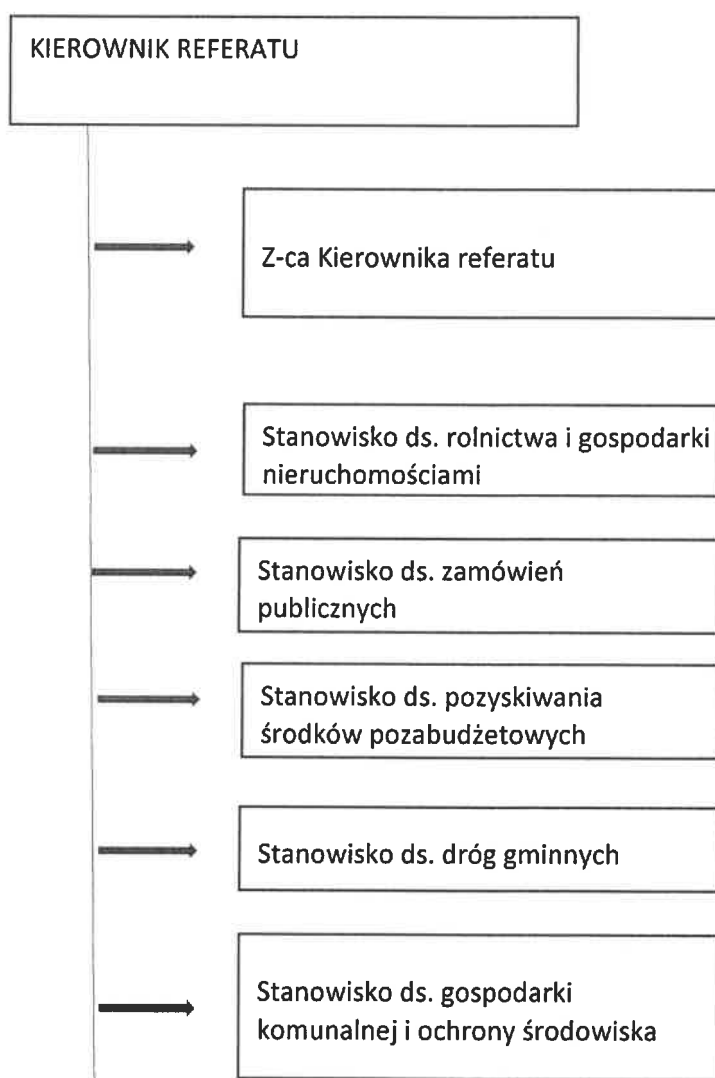 KIEROWNIK REFERATU
Z-ca Kierownika referatu
Stanowisko ds. rolnictwa i gospodarki
nieruchomościami
Stanowisko ds. zamówień
publicznych
Stanowisko ds. pozyskiwania
środków pozabudżetowych
Stanowisko ds. dróg gminnych
Stanowisko ds. gospodarki
komunalnej i ochrony środowiska